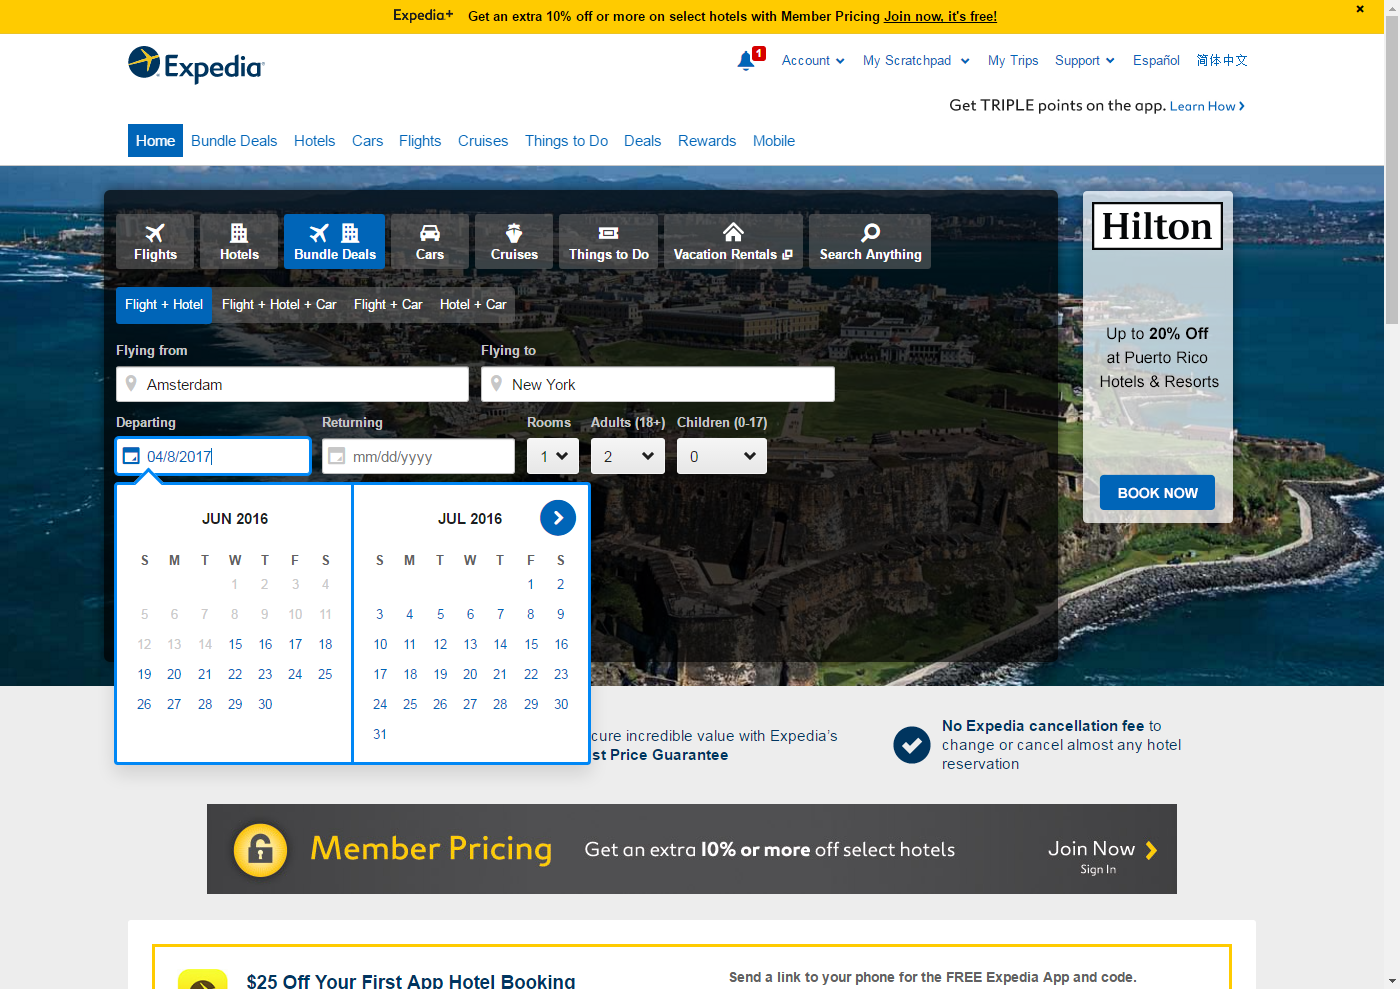 Expedia+ Get an extra 10% off or more on select hotels with Member Pricing Join now, it's free!
Expedia
1 Account My Scratchpad My Trips Support Español 简体中文
Get TRIPLE points on the app. Learn How
Home Bundle Deals Hotels Cars Flights Cruises Things to Do Deals Rewards Mobile
Flights Hotels Bundle Deals Cars Cruises Things to Do Vacation Rentals Search Anything
Flight + Hotel Flight + Hotel + Car Flight + Car Hotel + Car
Flying from Flying to
Amsterdam New York
Departing Returning Rooms Adults (18+) Children (0-17)
04/8/2017 mm/dd/yyyy 1 2 0
JUN 2016
S M T W T F S
1 2 3 4
5 6 7 8 9 10 11
12 13 14 15 16 17 18
19 20 21 22 23 24 25
26 27 28 29 30
JUL 2016
S M T W T F S
1 2
3 4 5 6 7 8 9
10 11 12 13 14 15 16
17 18 19 20 21 22 23
24 25 26 27 28 29 30
31
Hilton
Up to 20% Off
at Puerto Rico
Hotels & Resorts
BOOK NOW
cure incredible value with Expedia's
st Price Guarantee
No Expedia cancellation fee to
change or cancel almost any hotel
reservation
Member Pricing Get an extra 10% or more off select hotels Join Now
Sign In
$25 Off Your First App Hotel Booking
Send a link to your phone for the FREE Expedia App and code.